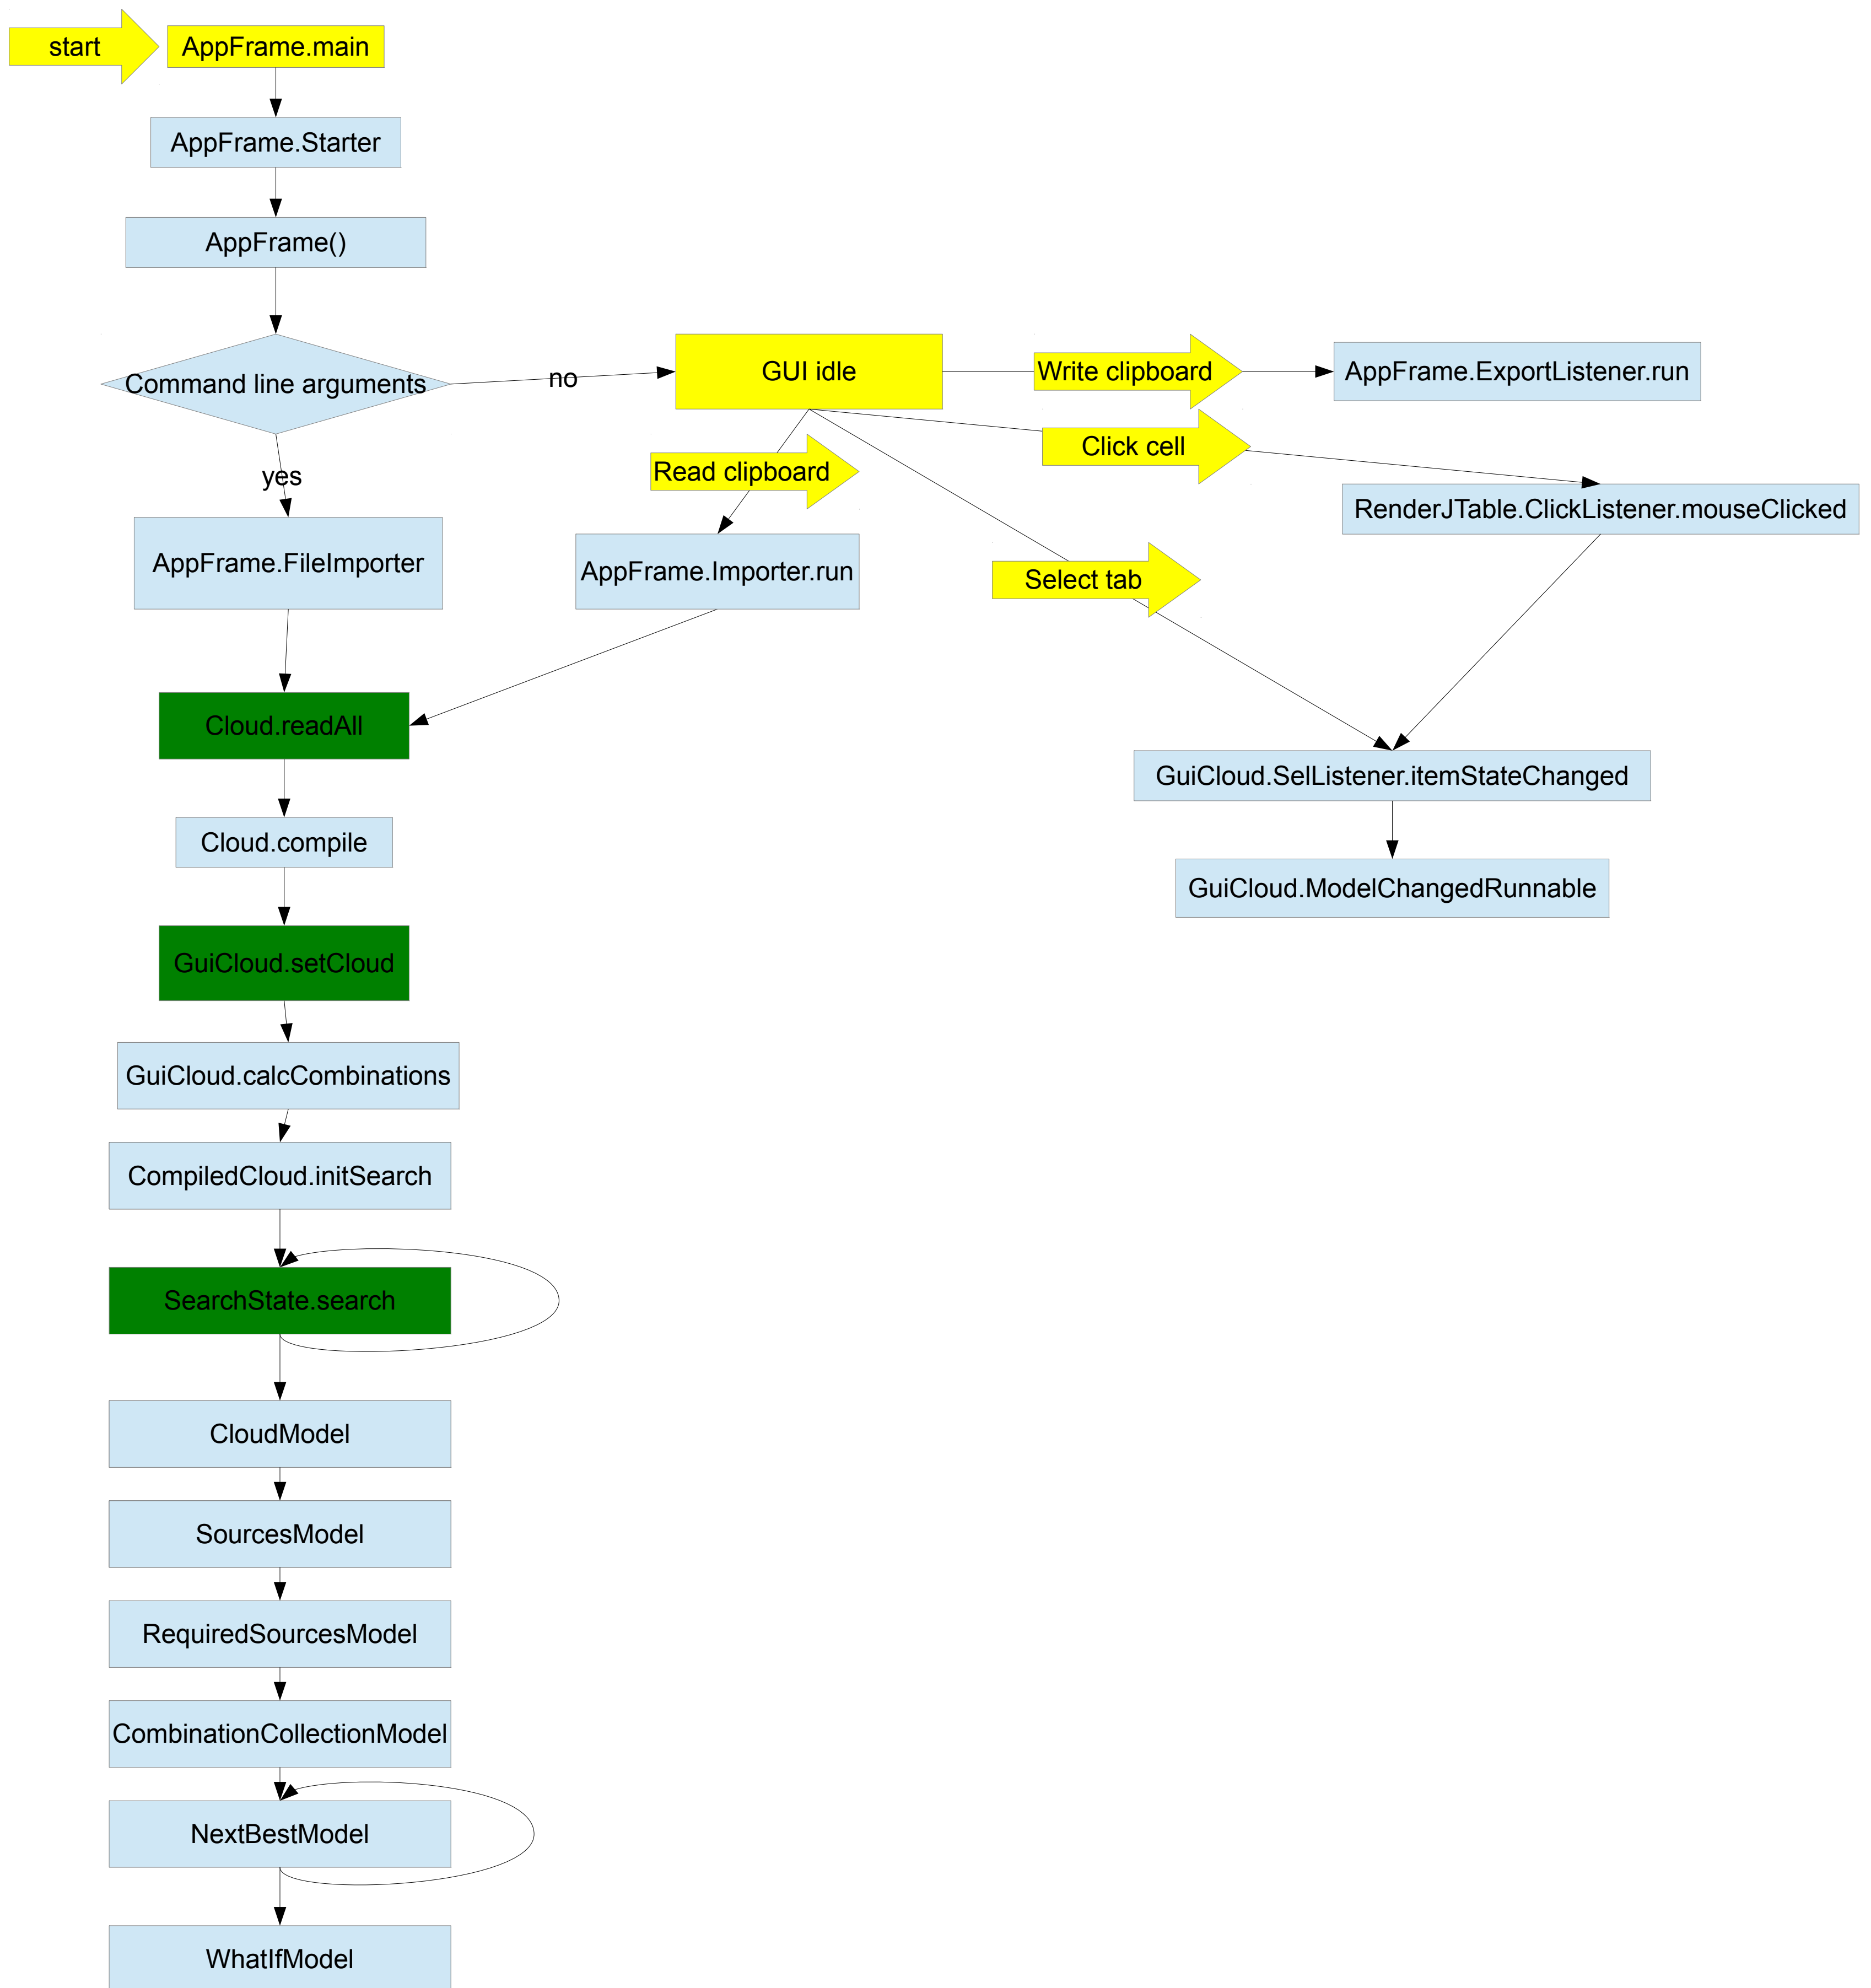 start
AppFrame.main
AppFrame.Starter
AppFrame()
Command line arguments
no
GUI idle
Write clipboard
AppFrame.ExportListener.run
Click cell
Read clipboard
yes
RenderJTable.ClickListener.mouseClicked
AppFrame.FileImporter
AppFrame.Importer.run
Select tab
Cloud.readAll
GuiCloud.SelListener.itemStateChanged
Cloud.compile
GuiCloud.ModelChangedRunnable
GuiCloud.setCloud
GuiCloud.calcCombinations
CompiledCloud.initSearch
SearchState.search
CloudModel
SourcesModel
RequiredSourcesModel
CombinationCollectionModel
NextBestModel
WhatIfModel